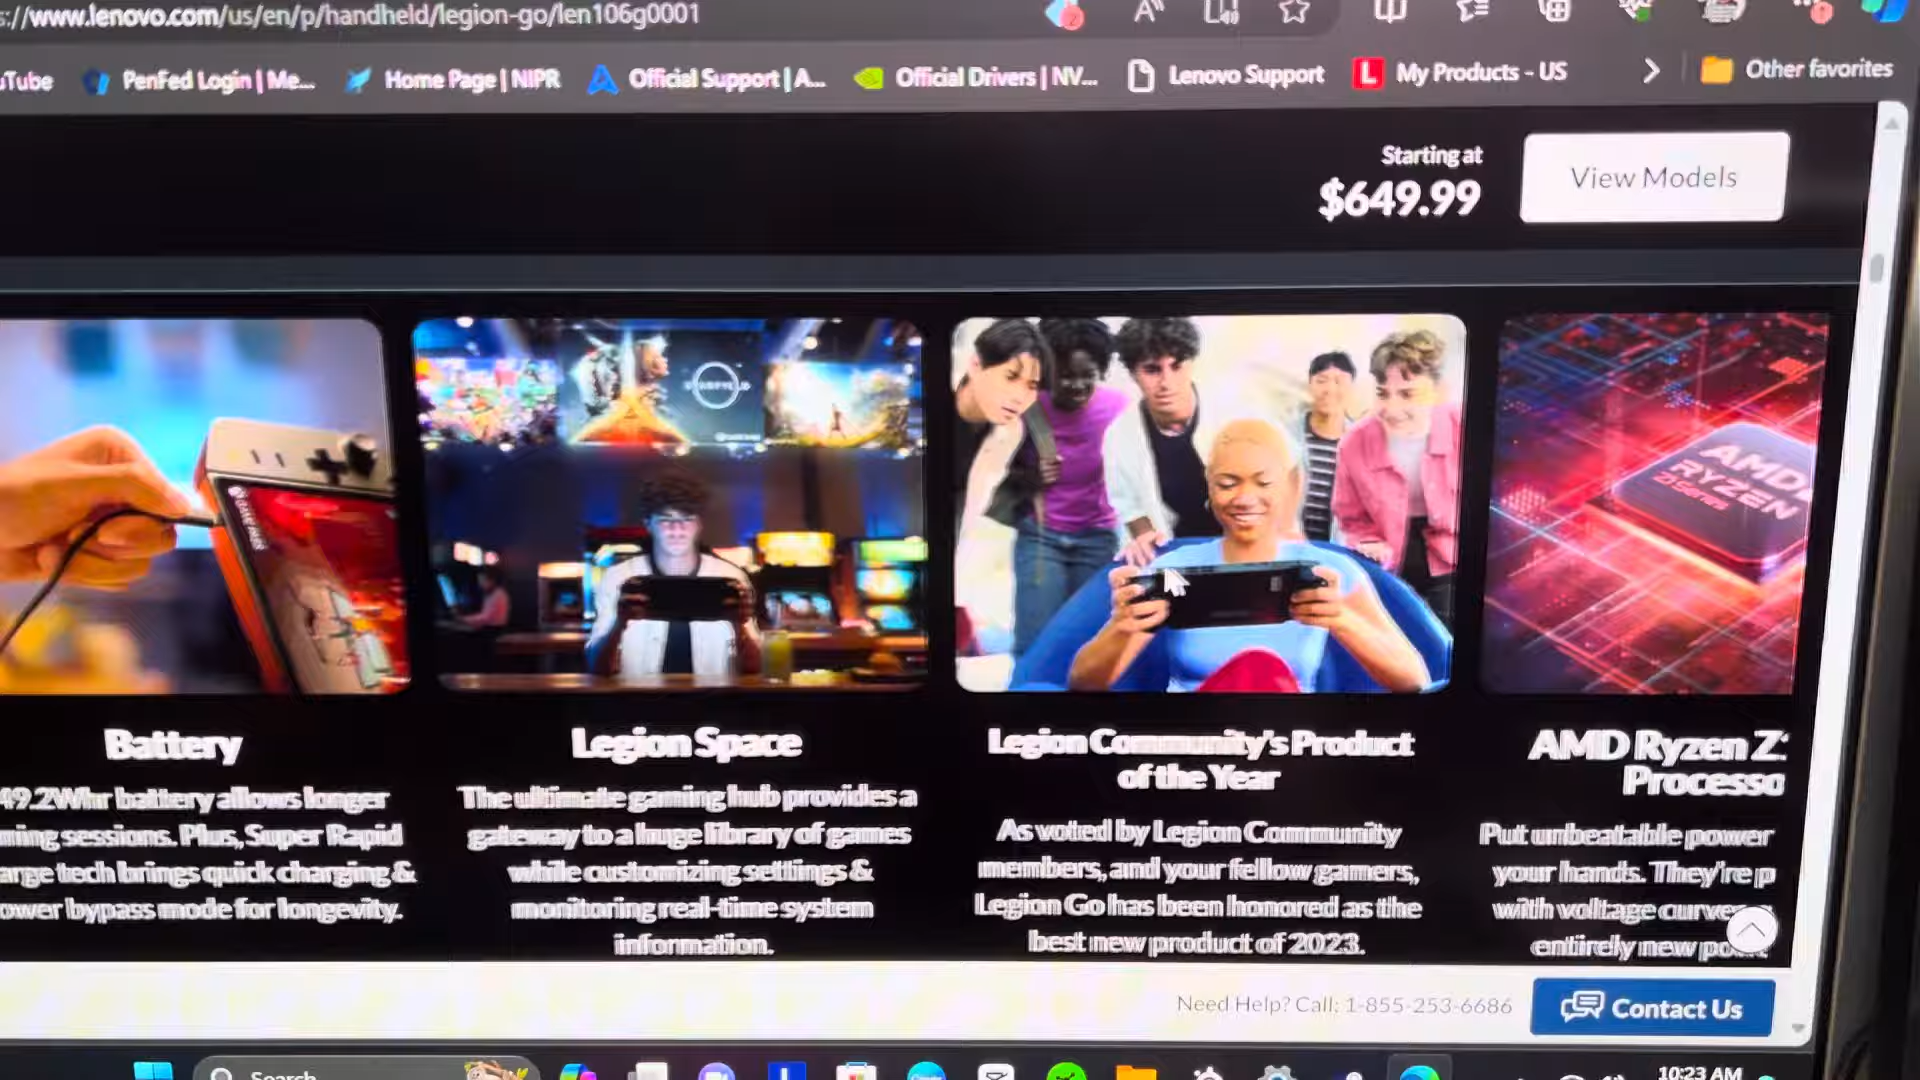 s://www.lenovo.com/us/en/p/handheld/legion-go/len106g0001
uTube
PenFed Login | Me...
Home Page | NIPR
Official Support | A...
Official Drivers | NV...
Lenovo Support
L
My Products - US
Other favorites
Starting at
$649.99
View Models
STARFIELD
AMD
RYZEN
Z1 Series
Battery
49.2Whr battery allows longer
ming sessions. Plus, Super Rapid
arge tech brings quick charging &
ower bypass mode for longevity.
Legion Space
The ultimate gaming hub provides a
gateway to a huge library of games
while customizing settings &
monitoring real-time system
information.
Legion Community's Product
of the Year
As voted by Legion Community
members, and your fellow gamers,
Legion Go has been honored as the
best new product of 2023.
AMD Ryzen Z
Processo
Put unbeatable power
your hands. They're p
with voltage curve
entirely new po
Need Help? Call: 1-855-253-6686
Contact Us
Search
10:23 AM